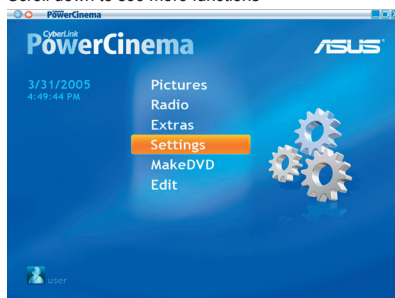 Scroll down to see more functions
PowerCinema
CyberLink
PowerCinema
ASUS
3/31/2005
4:49:44 PM
Pictures
Radio
Extras
Settings
MakeDVD
Edit
user